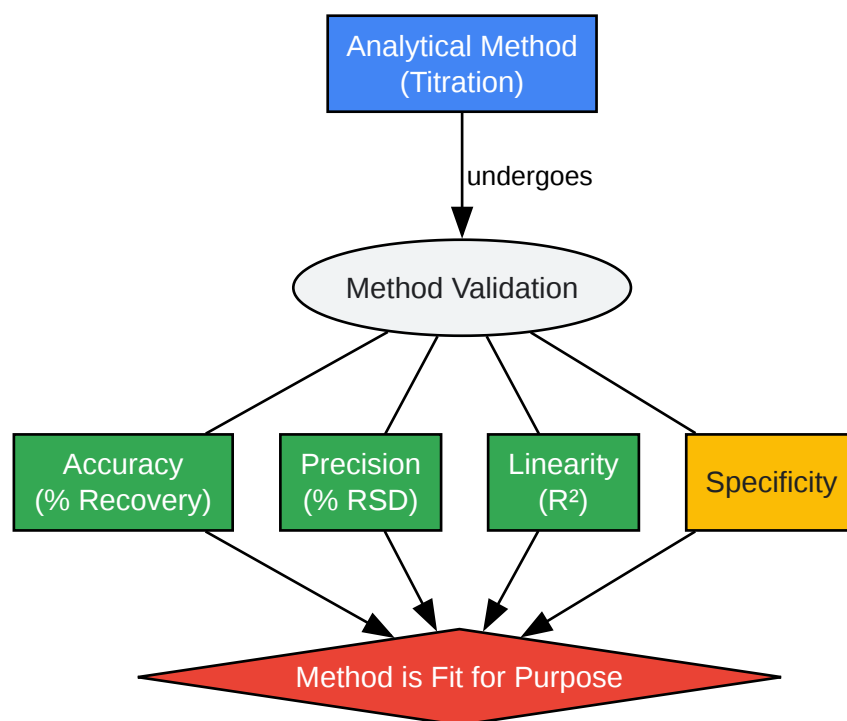 Analytical Method
(Titration)
undergoes
Method Validation
Accuracy
(% Recovery)
Precision
(% RSD)
Linearity
(R²)
Specificity
Method is Fit for Purpose